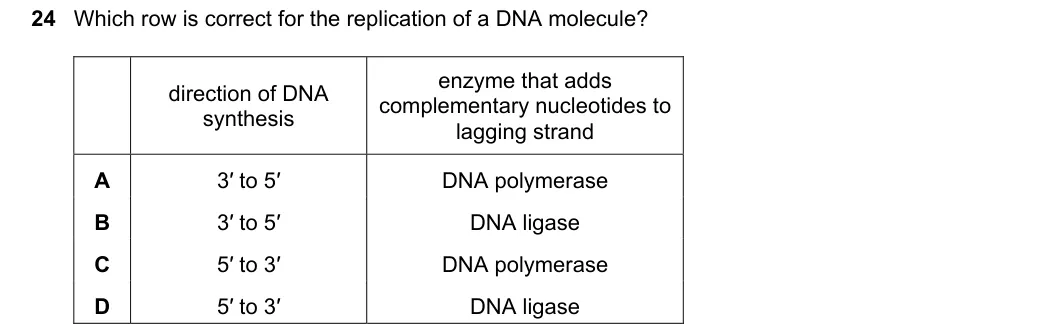 24 Which row is correct for the replication of a DNA molecule?
direction of DNA
synthesis
enzyme that adds
complementary nucleotides to
lagging strand
A 3′ to 5′ DNA polymerase
B 3′ to 5′ DNA ligase
C 5′ to 3′ DNA polymerase
D 5′ to 3′ DNA ligase